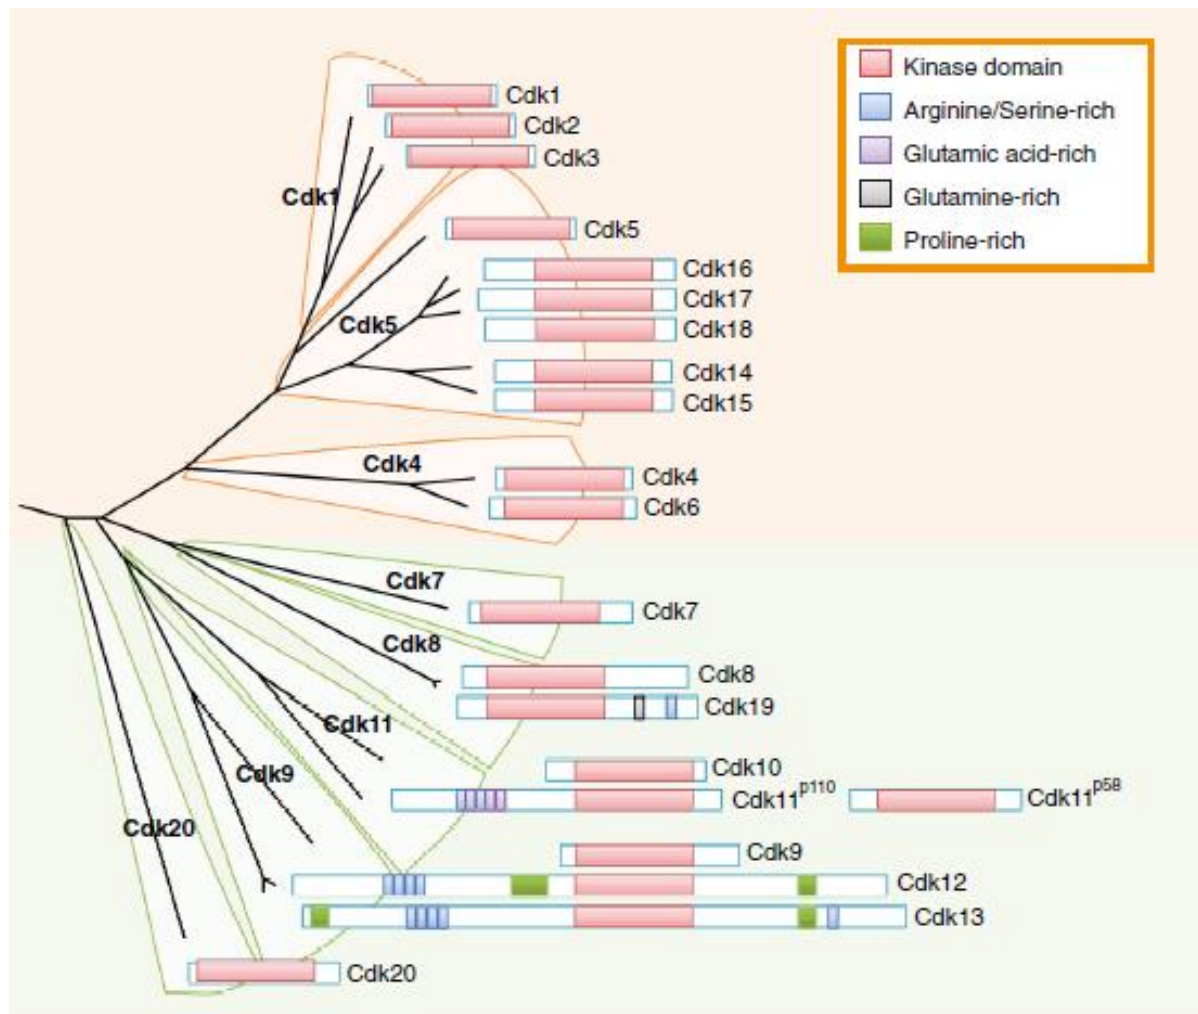 Kinase domain
Arginine/Serine-rich
Glutamic acid-rich
Glutamine-rich
Proline-rich
Cdk1
Cdk2
Cdk3
Cdk1
Cdk5
Cdk16
Cdk17
Cdk5
Cdk18
Cdk14
Cdk15
Cdk4
Cdk4
Cdk6
Cdk7
Cdk7
Cdk8
Cdk8
Cdk19
Cdk11
Cdk10
Cdk9
Cdk11p110
Cdk11p58
Cdk20
Cdk9
Cdk12
Cdk13
Cdk20